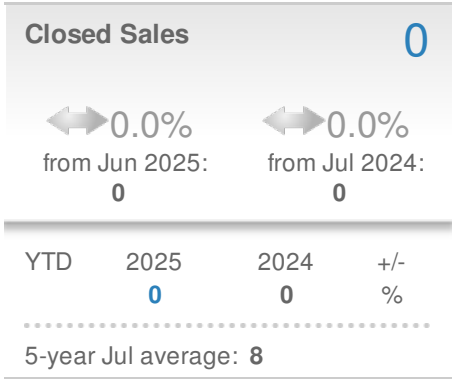 Closed Sales 0
0.0% 0.0%
from Jun 2025: from Jul 2024:
0 0
YTD 2025 2024 +/-
0 0 %
5-year Jul average: 8